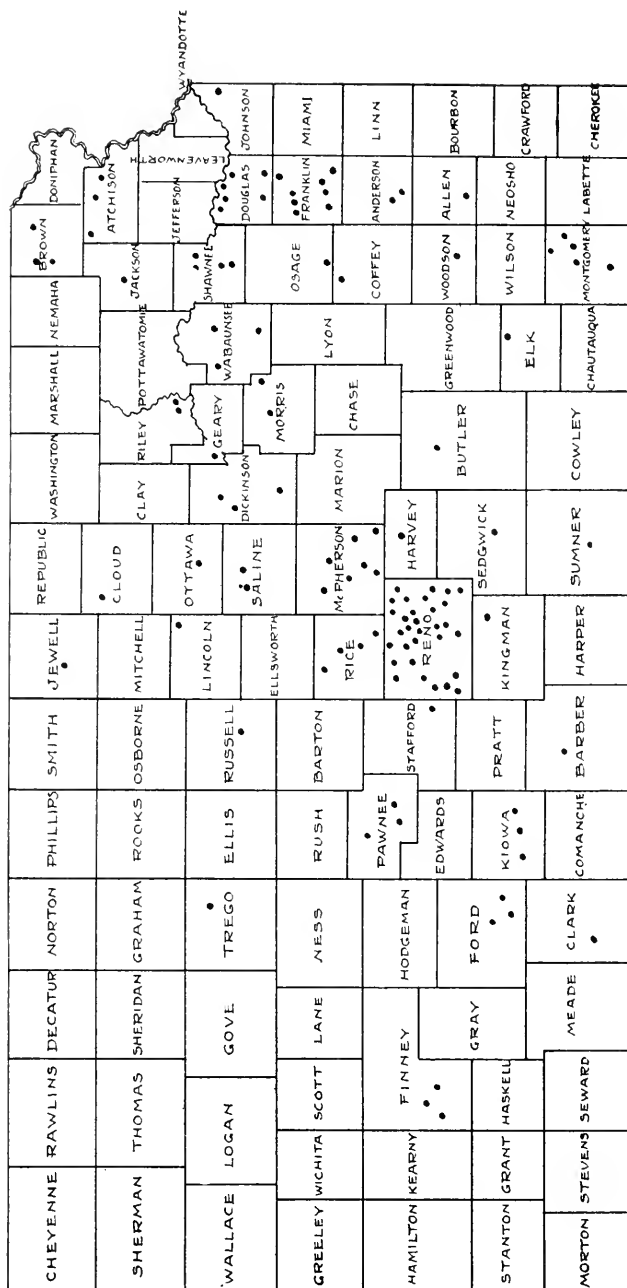 CHEYENNE
RAWLINS
DECATUR
NORTON
PHILLIPS
SMITH
JEWELL
REPUBLIC
WASHINGTON
MARSHALL
NEMAHA
BROWN
DONIPHAN
SHERMAN
THOMAS
SHERIDAN
GRAHAM
ROOKS
OSBORNE
MITCHELL
CLOUD
CLAY
RILEY
POTTAWATOMIE
JACKSON
ATCHISON
JEFFERSON
LEAVENWORTH
WYANDOTTE
WALLACE
LOGAN
GOVE
TREGO
ELLIS
RUSSELL
LINCOLN
OTTAWA
ELLSWORTH
SALINE
DICKINSON
GEARY
MORRIS
WABAUNSEE
SHAWNEE
DOUGLAS
JOHNSON
GREELEY
WICHITA
SCOTT
LANE
NESS
RUSH
BARTON
RICE
McPHERSON
MARION
CHASE
LYON
OSAGE
FRANKLIN
MIAMI
HAMILTON
KEARNY
FINNEY
HODGEMAN
PAWNEE
EDWARDS
STAFFORD
RENO
HARVEY
BUTLER
GREENWOOD
COFFEY
ANDERSON
LINN
WOODSON
ALLEN
BOURBON
STANTON
GRANT
HASKELL
GRAY
FORD
KIOWA
PRATT
KINGMAN
SEDGWICK
ELK
WILSON
NEOSHO
CRAWFORD
MORTON
STEVENS
SEWARD
MEADE
CLARK
COMANCHE
BARBER
HARPER
SUMNER
COWLEY
CHAUTAUQUA
MONTGOMERY
LABETTE
CHEROKEE